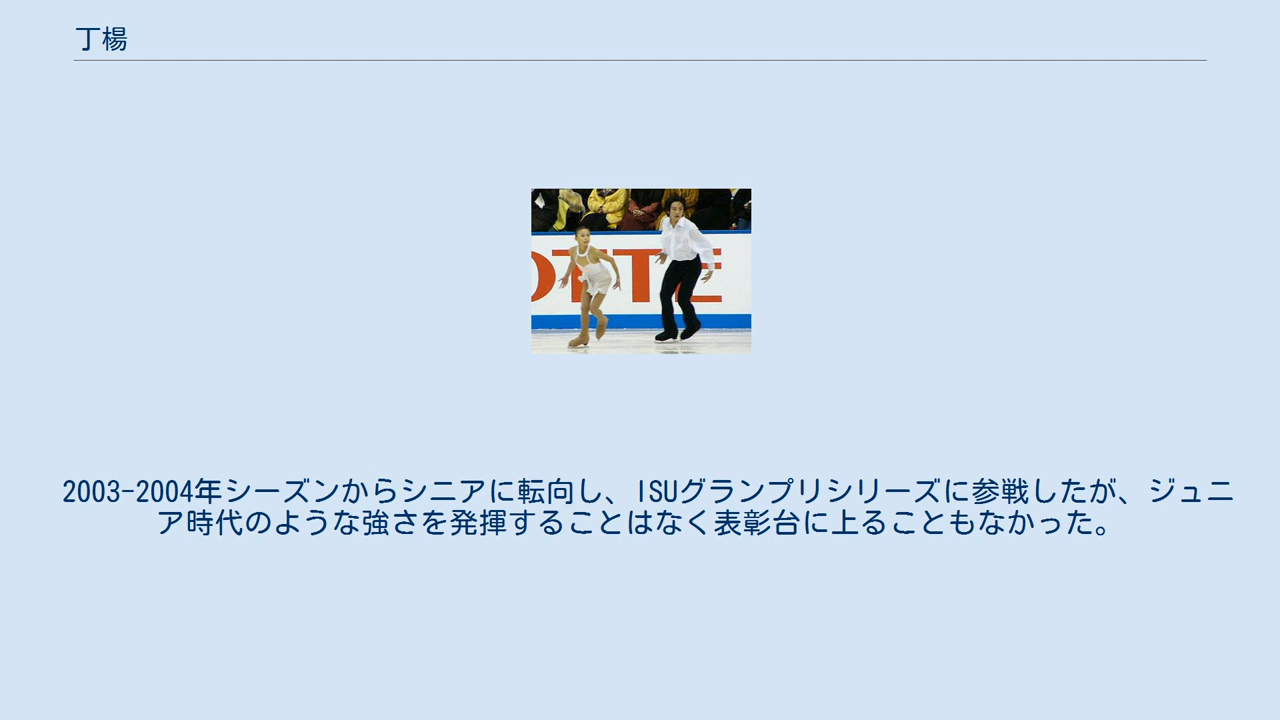 丁楊
OTTE
2003-2004年シーズンからシニアに転向し、ISUグランプリシリーズに参戦したが、ジュニ
ア時代のような強さを発揮することはなく表彰台に上ることもなかった。